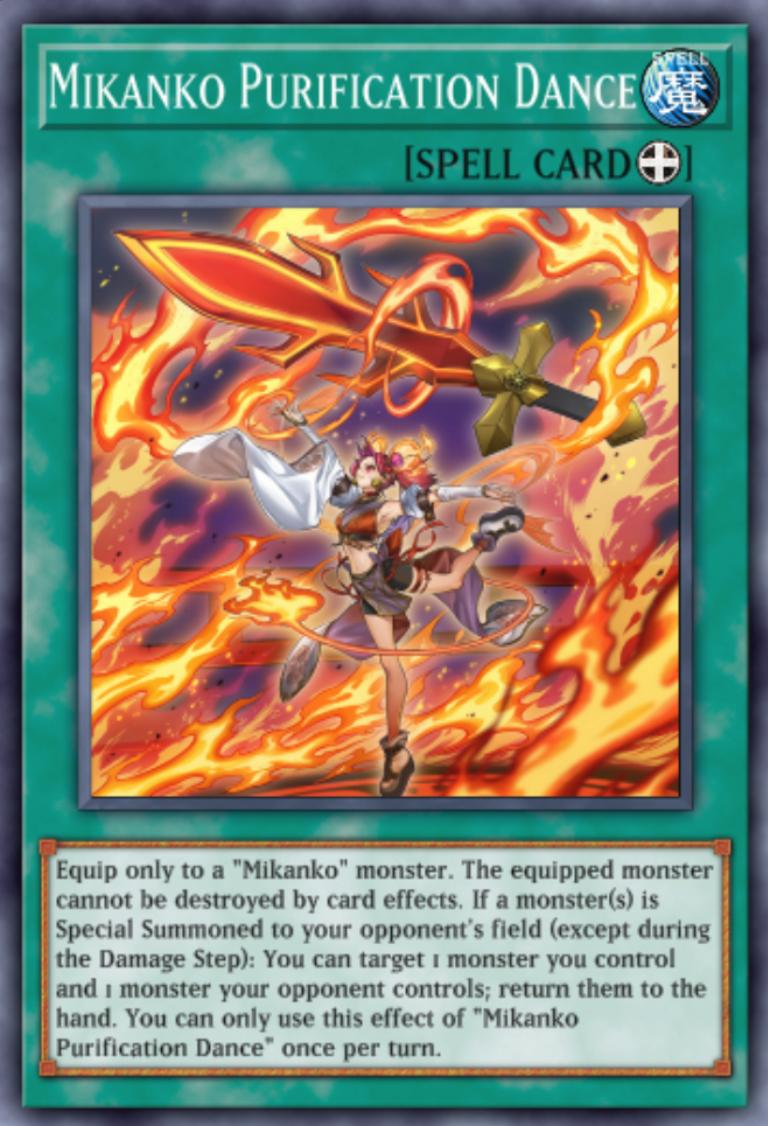 Mikanko Purification Dance
SPELL
魔
[SPELL CARD]
Equip only to a "Mikanko" monster. The equipped monster
cannot be destroyed by card effects. If a monster(s) is
Special Summoned to your opponent's field (except during
the Damage Step): You can target 1 monster you control
and 1 monster your opponent controls; return them to the
hand. You can only use this effect of "Mikanko
Purification Dance" once per turn.